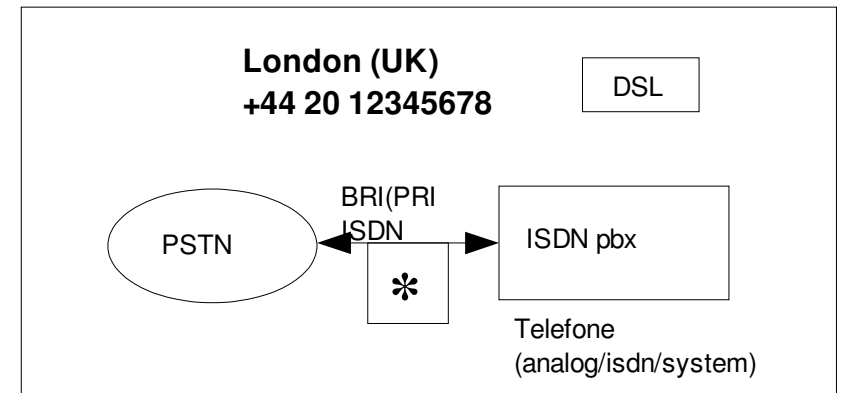 London (UK)
+44 20 12345678
DSL
BRI(PRI
ISDN
PSTN
ISDN pbx
*
Telefone
(analog/isdn/system)